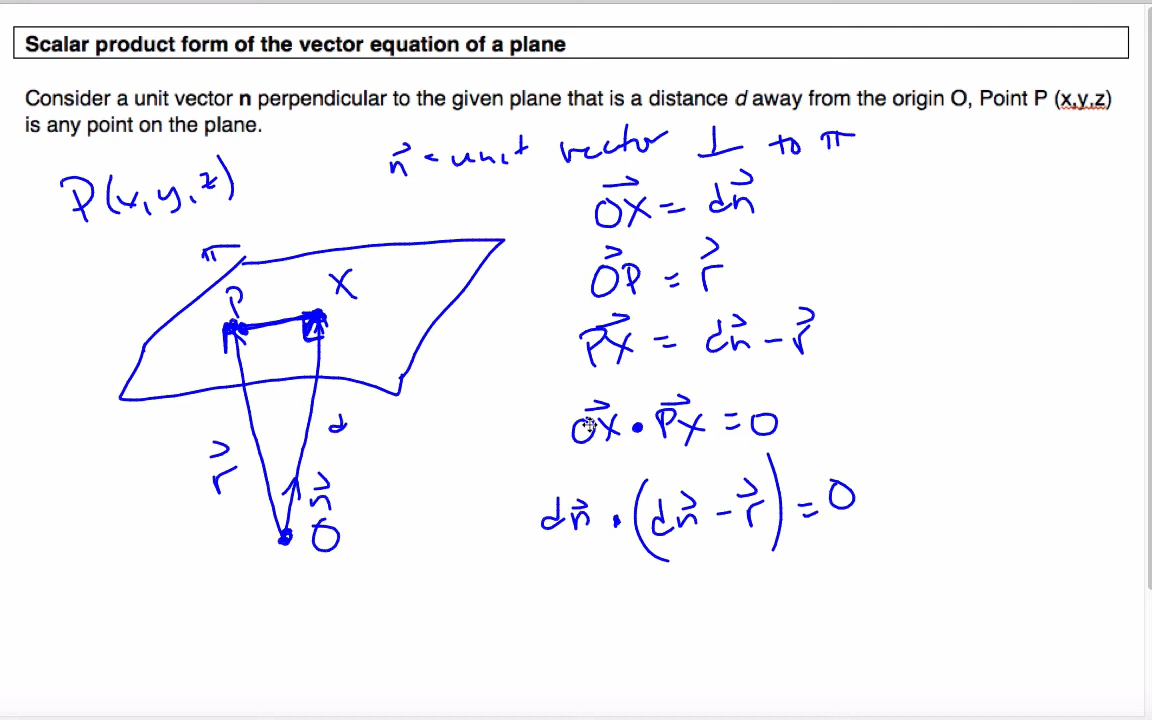 Scalar product form of the vector equation of a plane
Consider a unit vector n perpendicular to the given plane that is a distance d away from the origin O, Point P (x,y,z)
is any point on the plane.
n⃗ = unit vector ⊥ to π
P(x, y, z)
OX⃗ = dn⃗
π
OP⃗ = r⃗
X
P
PX⃗ = dn⃗ - r⃗
OX⃗ • PX⃗ = 0
d
r⃗
n⃗
dn⃗ • (dn⃗ - r⃗) = 0
O